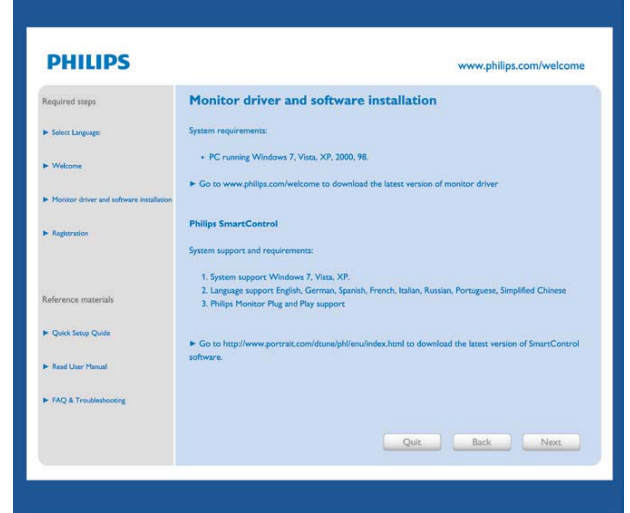 PHILIPS
www.philips.com/welcome
Required steps
► Select Language:
► Welcome
► Monitor driver and software installation
► Registration
Reference materials
► Quick Setup Quide
► Read User Manual
► FAQ & Troubleshooting
Monitor driver and software installation
System requirements:
• PC running Windows 7, Vista, XP, 2000, 98.
► Go to www.philips.com/welcome to download the latest version of monitor driver
Philips SmartControl
System support and requirements:
1. System support Windows 7, Vista, XP.
2. Language support English, German, Spanish, French, Italian, Russian, Portuguese, Simplified Chinese
3. Philips Monitor Plug and Play support
► Go to http://www.portrait.com/dtune/phl/enu/index.html to download the latest version of SmartControl
software.
Quit Back Next